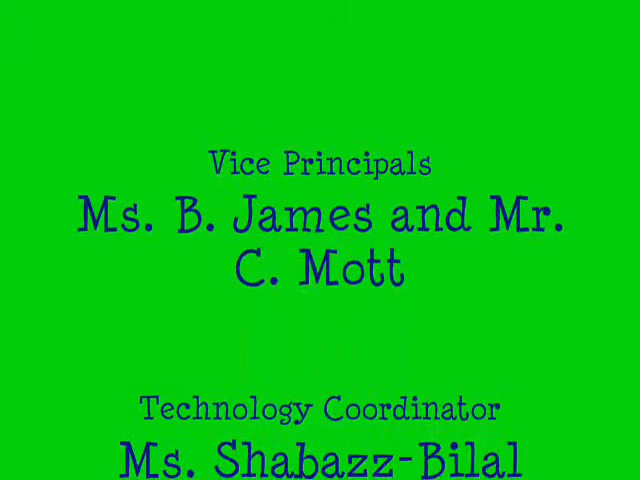 Vice Principals
Ms. B. James and Mr.
C. Mott
Technology Coordinator
Ms. Shabazz-Bilal